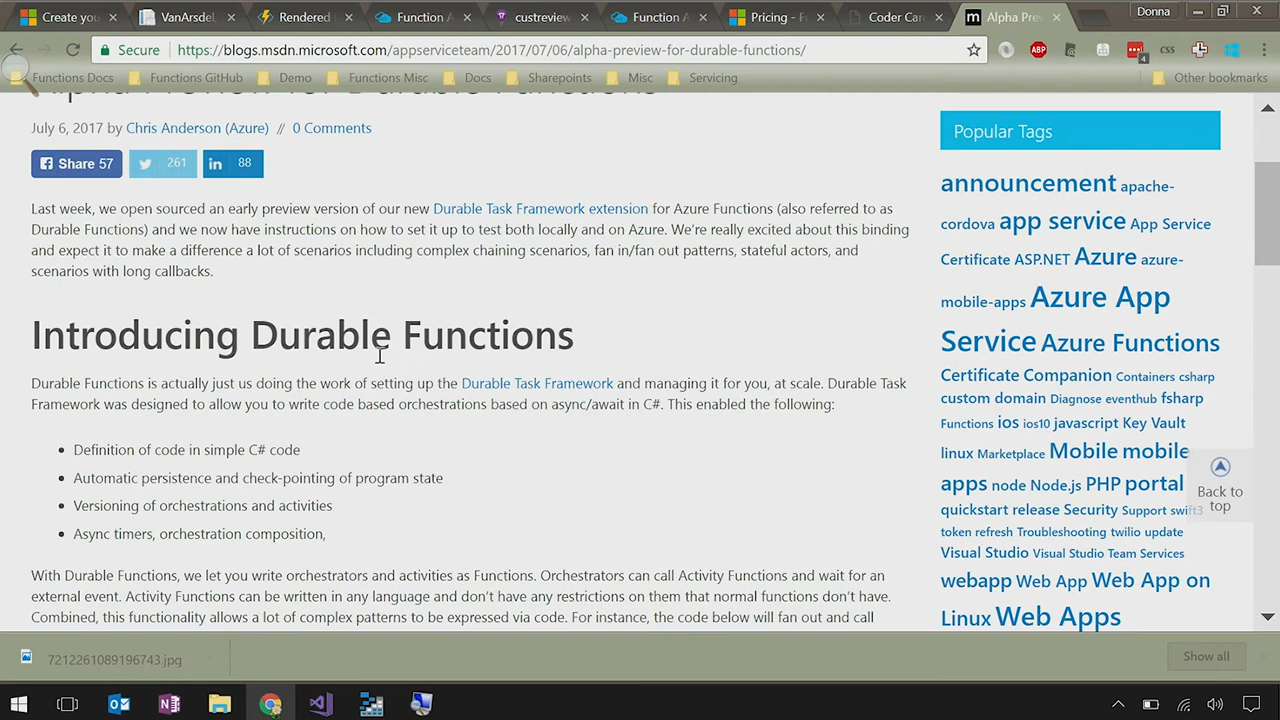 Create you
VanArsdel
Rendered
Function A
custreview
Function A
Pricing - F
Coder Car
Alpha Prev
Donna
Secure
https://blogs.msdn.microsoft.com/appserviceteam/2017/07/06/alpha-preview-for-durable-functions/
ABP
4
CSS
Functions Docs
Functions GitHub
Demo
Functions Misc
Docs
Sharepoints
Misc
Servicing
Other bookmarks
Alpha Preview for Durable Functions
July 6, 2017 by Chris Anderson (Azure) // 0 Comments
Share 57
261
in 88
Last week, we open sourced an early preview version of our new Durable Task Framework extension for Azure Functions (also referred to as
Durable Functions) and we now have instructions on how to set it up to test both locally and on Azure. We’re really excited about this binding
and expect it to make a difference a lot of scenarios including complex chaining scenarios, fan in/fan out patterns, stateful actors, and
scenarios with long callbacks.
Introducing Durable Functions
Durable Functions is actually just us doing the work of setting up the Durable Task Framework and managing it for you, at scale. Durable Task
Framework was designed to allow you to write code based orchestrations based on async/await in C#. This enabled the following:
• Definition of code in simple C# code
• Automatic persistence and check-pointing of program state
• Versioning of orchestrations and activities
• Async timers, orchestration composition,
With Durable Functions, we let you write orchestrators and activities as Functions. Orchestrators can call Activity Functions and wait for an
external event. Activity Functions can be written in any language and don’t have any restrictions on them that normal functions don’t have.
Combined, this functionality allows a lot of complex patterns to be expressed via code. For instance, the code below will fan out and call
Popular Tags
announcement apache-
cordova app service App Service
Certificate ASP.NET Azure azure-
mobile-apps Azure App
Service Azure Functions
Certificate Companion Containers csharp
custom domain Diagnose eventhub fsharp
Functions ios ios10 javascript Key Vault
linux Marketplace Mobile mobile
apps node Node.js PHP portal
quickstart release Security Support swift3
token refresh Troubleshooting twilio update
Visual Studio Visual Studio Team Services
webapp Web App Web App on
Linux Web Apps
Back to
top
7212261089196743.jpg
Show all